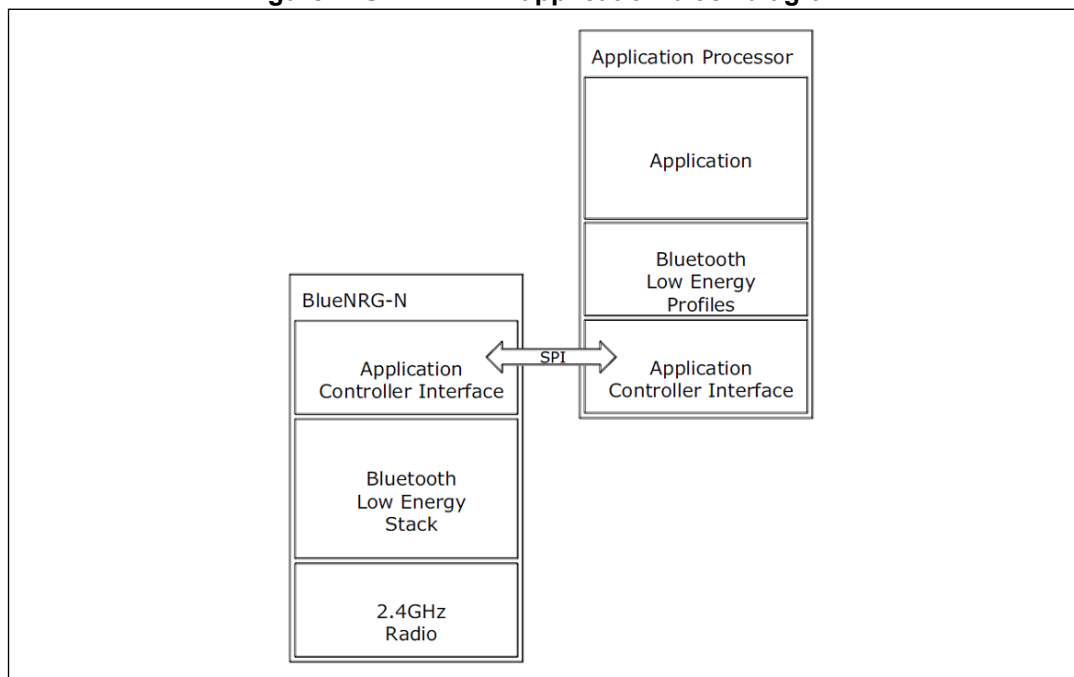 Application Processor
Application
Bluetooth
Low Energy
Profiles
Application
Controller Interface
BlueNRG-N
Application
Controller Interface
SPI
Bluetooth
Low Energy
Stack
2.4GHz
Radio